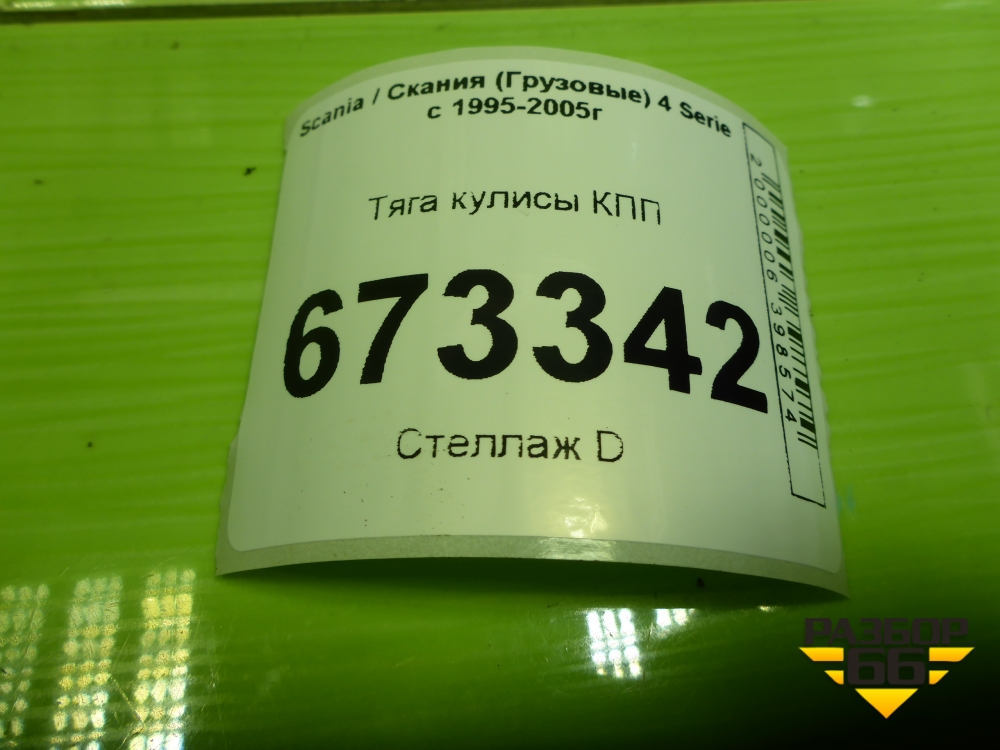 Scania / Скания (Грузовые) 4 Serie
с 1995-2005г
Тяга кулисы КПП
673342
Стеллаж D
2000006398574
РАЗБОР
66